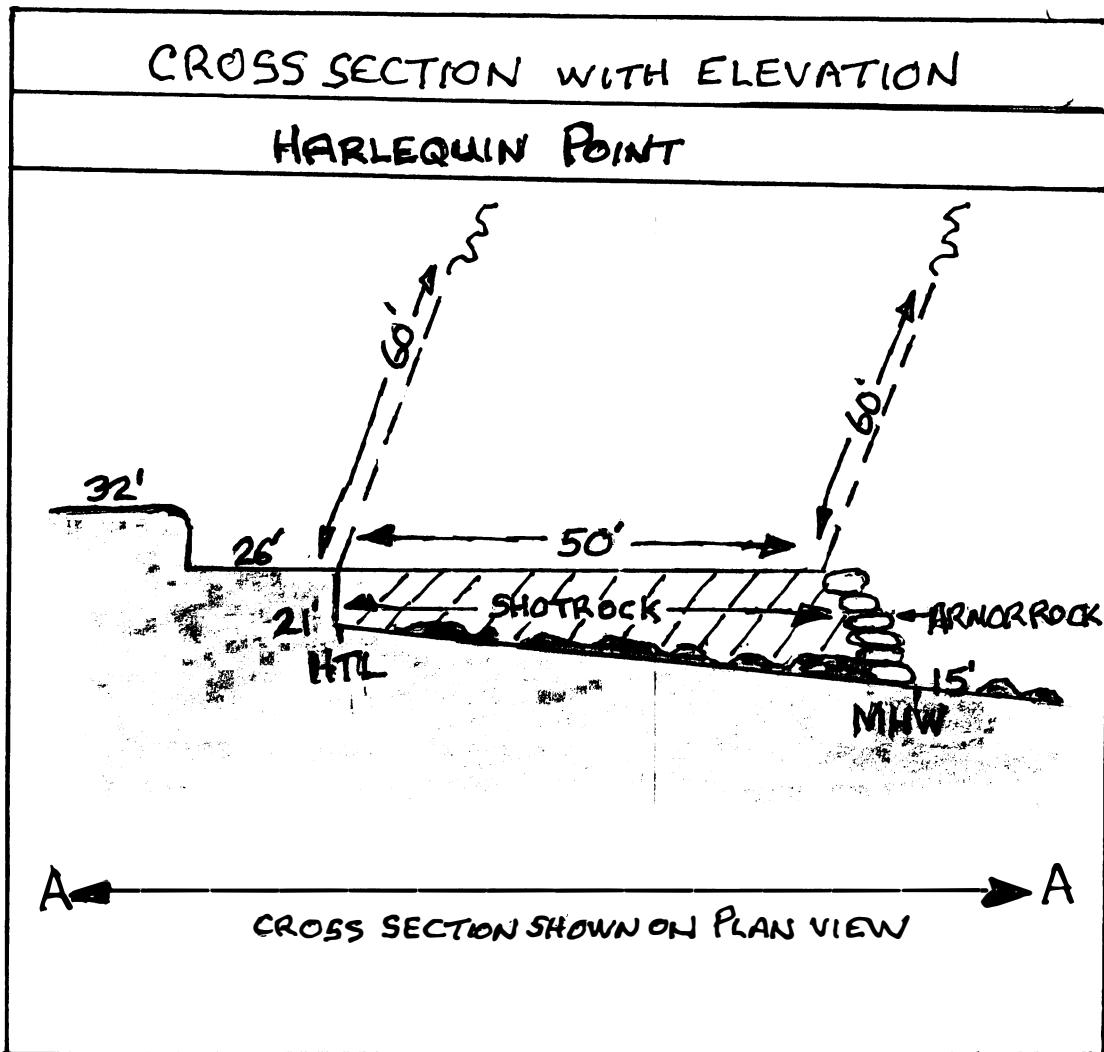 CROSS SECTION WITH ELEVATION
HARLEQUIN POINT
60'
60'
32'
26'
50'
21'
SHOTROCK
ARMORROCK
HTL
15'
MHW
A A
CROSS SECTION SHOWN ON PLAN VIEW